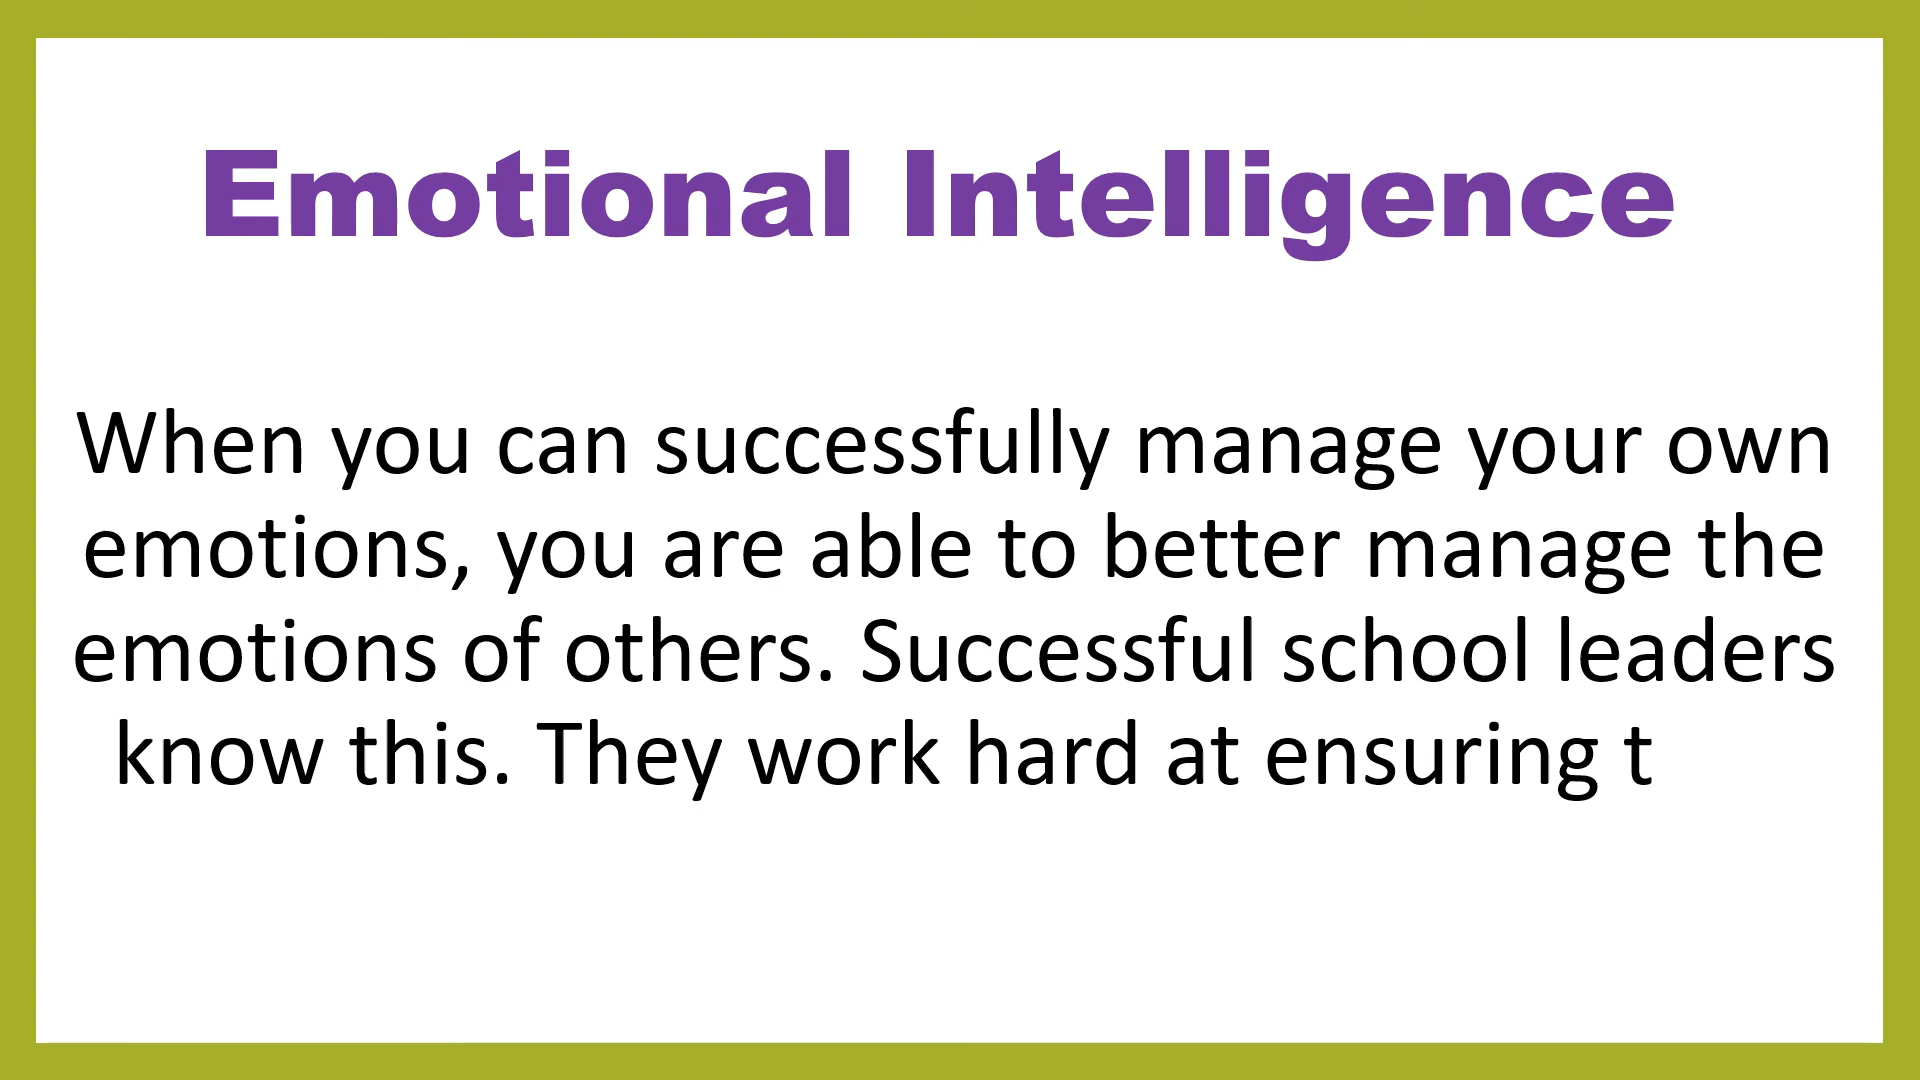 Emotional Intelligence
When you can successfully manage your own
emotions, you are able to better manage the
emotions of others. Successful school leaders
know this. They work hard at ensuring t